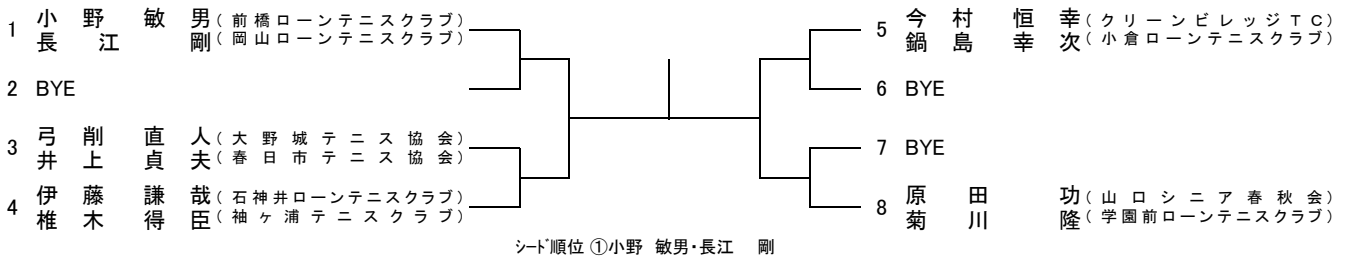 1 小野 敏男(前橋ローンテニスクラブ)
長江 剛(岡山ローンテニスクラブ)
2 BYE
3 弓削 直人(大野城テニス協会)
井上 貞夫(春日市テニス協会)
4 伊藤 謙哉(石神井ローンテニスクラブ)
椎木 得臣(袖ヶ浦テニスクラブ)
5 今村 恒幸(クリーンビレッジTC)
鍋島 幸次(小倉ローンテニスクラブ)
6 BYE
7 BYE
8 原田 功(山口シニア春秋会)
菊川 隆(学園前ローンテニスクラブ)
シード順位 ①小野 敏男・長江 剛